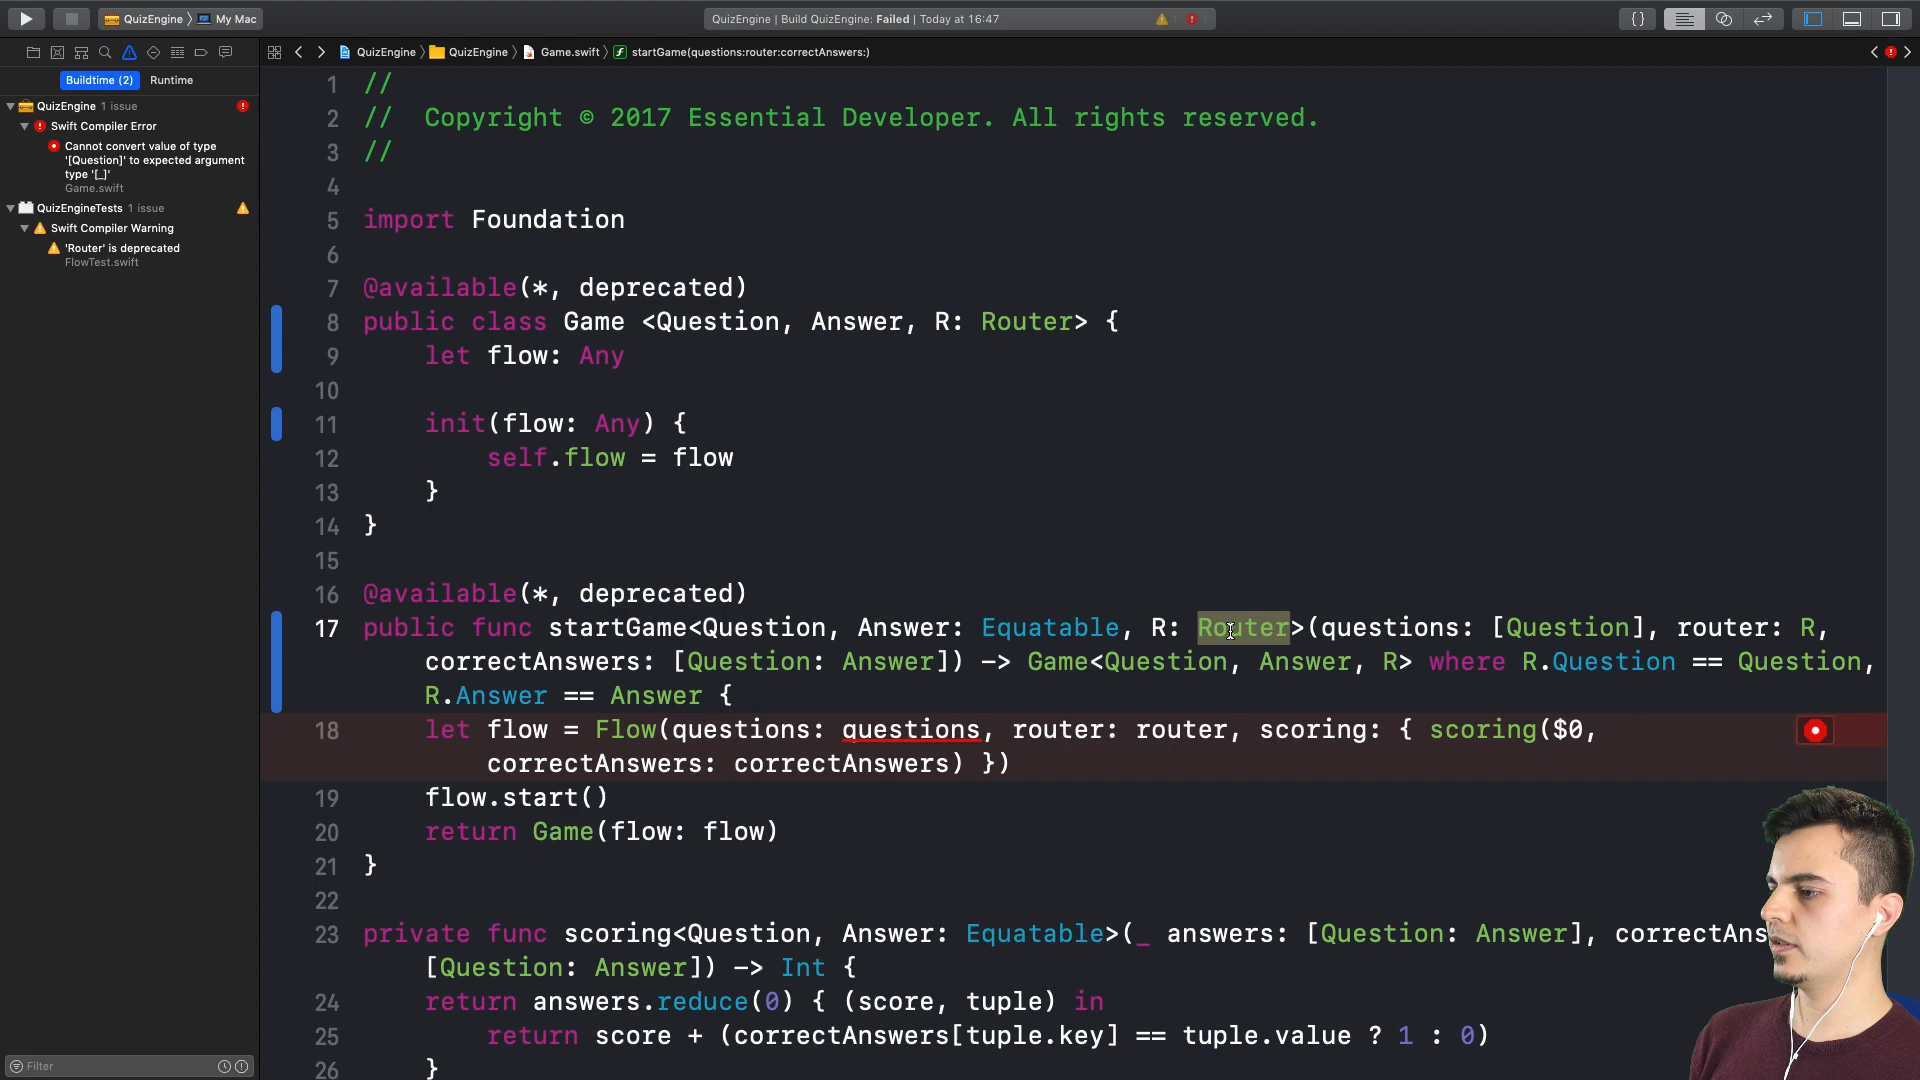 QuizEngine › My Mac
QuizEngine | Build QuizEngine: Failed | Today at 16:47
QuizEngine › QuizEngine › Game.swift › startGame(questions:router:correctAnswers:)
Buildtime (2) Runtime
QuizEngine 1 issue
Swift Compiler Error
Cannot convert value of type
'[Question]' to expected argument
type '[_]'
Game.swift
QuizEngineTests 1 issue
Swift Compiler Warning
'Router' is deprecated
FlowTest.swift
Filter
1 //
2 //  Copyright © 2017 Essential Developer. All rights reserved.
3 //
4
5 import Foundation
6
7 @available(*, deprecated)
8 public class Game <Question, Answer, R: Router> {
9     let flow: Any
10
11     init(flow: Any) {
12         self.flow = flow
13     }
14 }
15
16 @available(*, deprecated)
17 public func startGame<Question, Answer: Equatable, R: Router>(questions: [Question], router: R,
correctAnswers: [Question: Answer]) -> Game<Question, Answer, R> where R.Question == Question,
R.Answer == Answer {
18     let flow = Flow(questions: questions, router: router, scoring: { scoring($0,
correctAnswers: correctAnswers) })
19     flow.start()
20     return Game(flow: flow)
21 }
22
23 private func scoring<Question, Answer: Equatable>(_ answers: [Question: Answer], correctAns
[Question: Answer]) -> Int {
24     return answers.reduce(0) { (score, tuple) in
25         return score + (correctAnswers[tuple.key] == tuple.value ? 1 : 0)
26     }